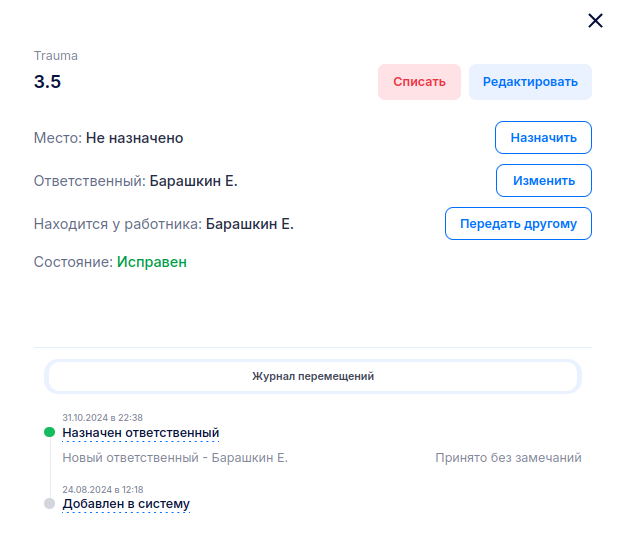 Trauma
3.5
Списать
Редактировать
Место: Не назначено
Назначить
Ответственный: Барашкин Е.
Изменить
Находится у работника: Барашкин Е.
Передать другому
Состояние: Исправен
Журнал перемещений
31.10.2024 в 22:38
Назначен ответственный
Новый ответственный - Барашкин Е.
Принято без замечаний
24.08.2024 в 12:18
Добавлен в систему